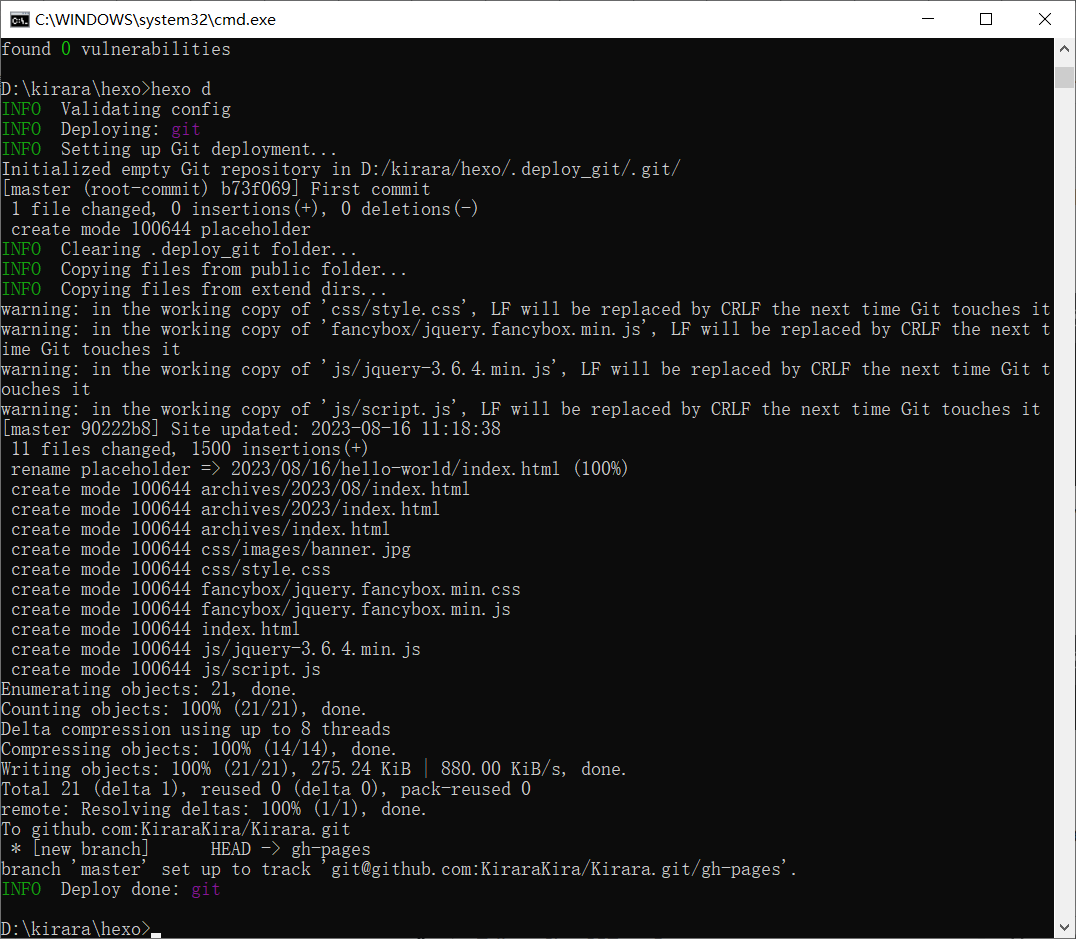 C:\WINDOWS\system32\cmd.exe
found 0 vulnerabilities
D:\kirara\hexo>hexo d
INFO  Validating config
INFO  Deploying: git
INFO  Setting up Git deployment...
Initialized empty Git repository in D:/kirara/hexo/.deploy_git/.git/
[master (root-commit) b73f069] First commit
 1 file changed, 0 insertions(+), 0 deletions(-)
 create mode 100644 placeholder
INFO  Clearing .deploy_git folder...
INFO  Copying files from public folder...
INFO  Copying files from extend dirs...
warning: in the working copy of 'css/style.css', LF will be replaced by CRLF the next time Git touches it
warning: in the working copy of 'fancybox/jquery.fancybox.min.js', LF will be replaced by CRLF the next t
ime Git touches it
warning: in the working copy of 'js/jquery-3.6.4.min.js', LF will be replaced by CRLF the next time Git t
ouches it
warning: in the working copy of 'js/script.js', LF will be replaced by CRLF the next time Git touches it
[master 90222b8] Site updated: 2023-08-16 11:18:38
 11 files changed, 1500 insertions(+)
 rename placeholder => 2023/08/16/hello-world/index.html (100%)
 create mode 100644 archives/2023/08/index.html
 create mode 100644 archives/2023/index.html
 create mode 100644 archives/index.html
 create mode 100644 css/images/banner.jpg
 create mode 100644 css/style.css
 create mode 100644 fancybox/jquery.fancybox.min.css
 create mode 100644 fancybox/jquery.fancybox.min.js
 create mode 100644 index.html
 create mode 100644 js/jquery-3.6.4.min.js
 create mode 100644 js/script.js
Enumerating objects: 21, done.
Counting objects: 100% (21/21), done.
Delta compression using up to 8 threads
Compressing objects: 100% (14/14), done.
Writing objects: 100% (21/21), 275.24 KiB | 880.00 KiB/s, done.
Total 21 (delta 1), reused 0 (delta 0), pack-reused 0
remote: Resolving deltas: 100% (1/1), done.
To github.com:KiraraKira/Kirara.git
 * [new branch]      HEAD -> gh-pages
branch 'master' set up to track 'git@github.com:KiraraKira/Kirara.git/gh-pages'.
INFO  Deploy done: git
D:\kirara\hexo>